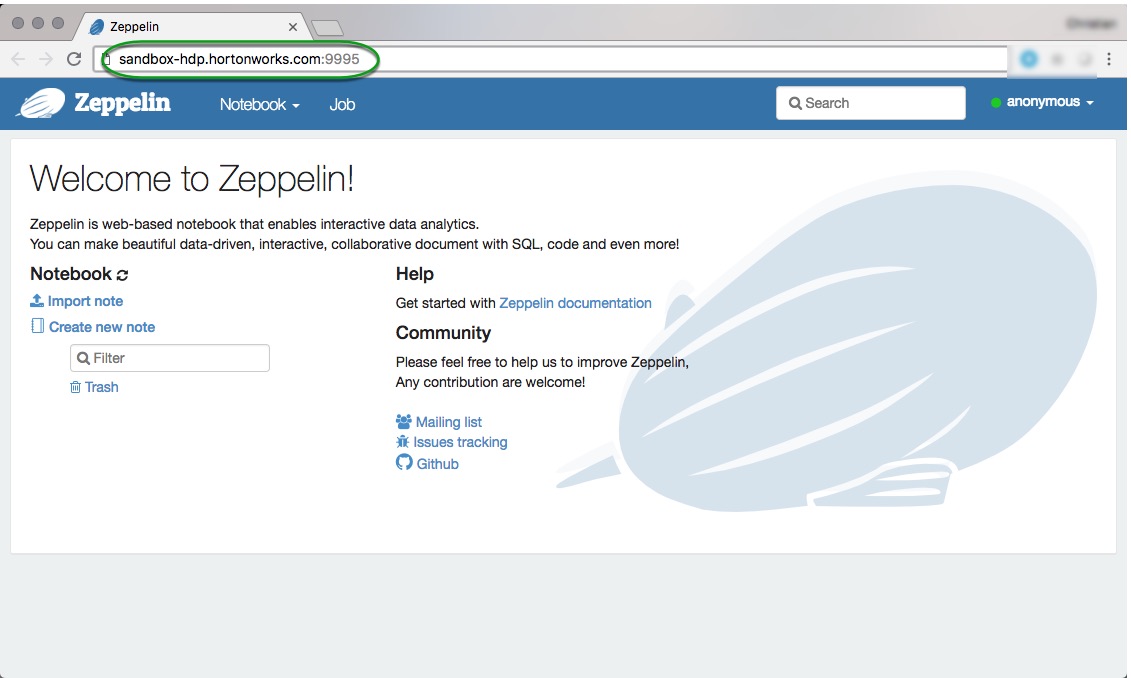 Zeppelin
sandbox-hdp.hortonworks.com:9995
Zeppelin Notebook Job Search anonymous
Welcome to Zeppelin!
Zeppelin is web-based notebook that enables interactive data analytics.
You can make beautiful data-driven, interactive, collaborative document with SQL, code and even more!
Notebook
Import note
Create new note
Filter
Trash
Help
Get started with Zeppelin documentation
Community
Please feel free to help us to improve Zeppelin,
Any contribution are welcome!
Mailing list
Issues tracking
Github